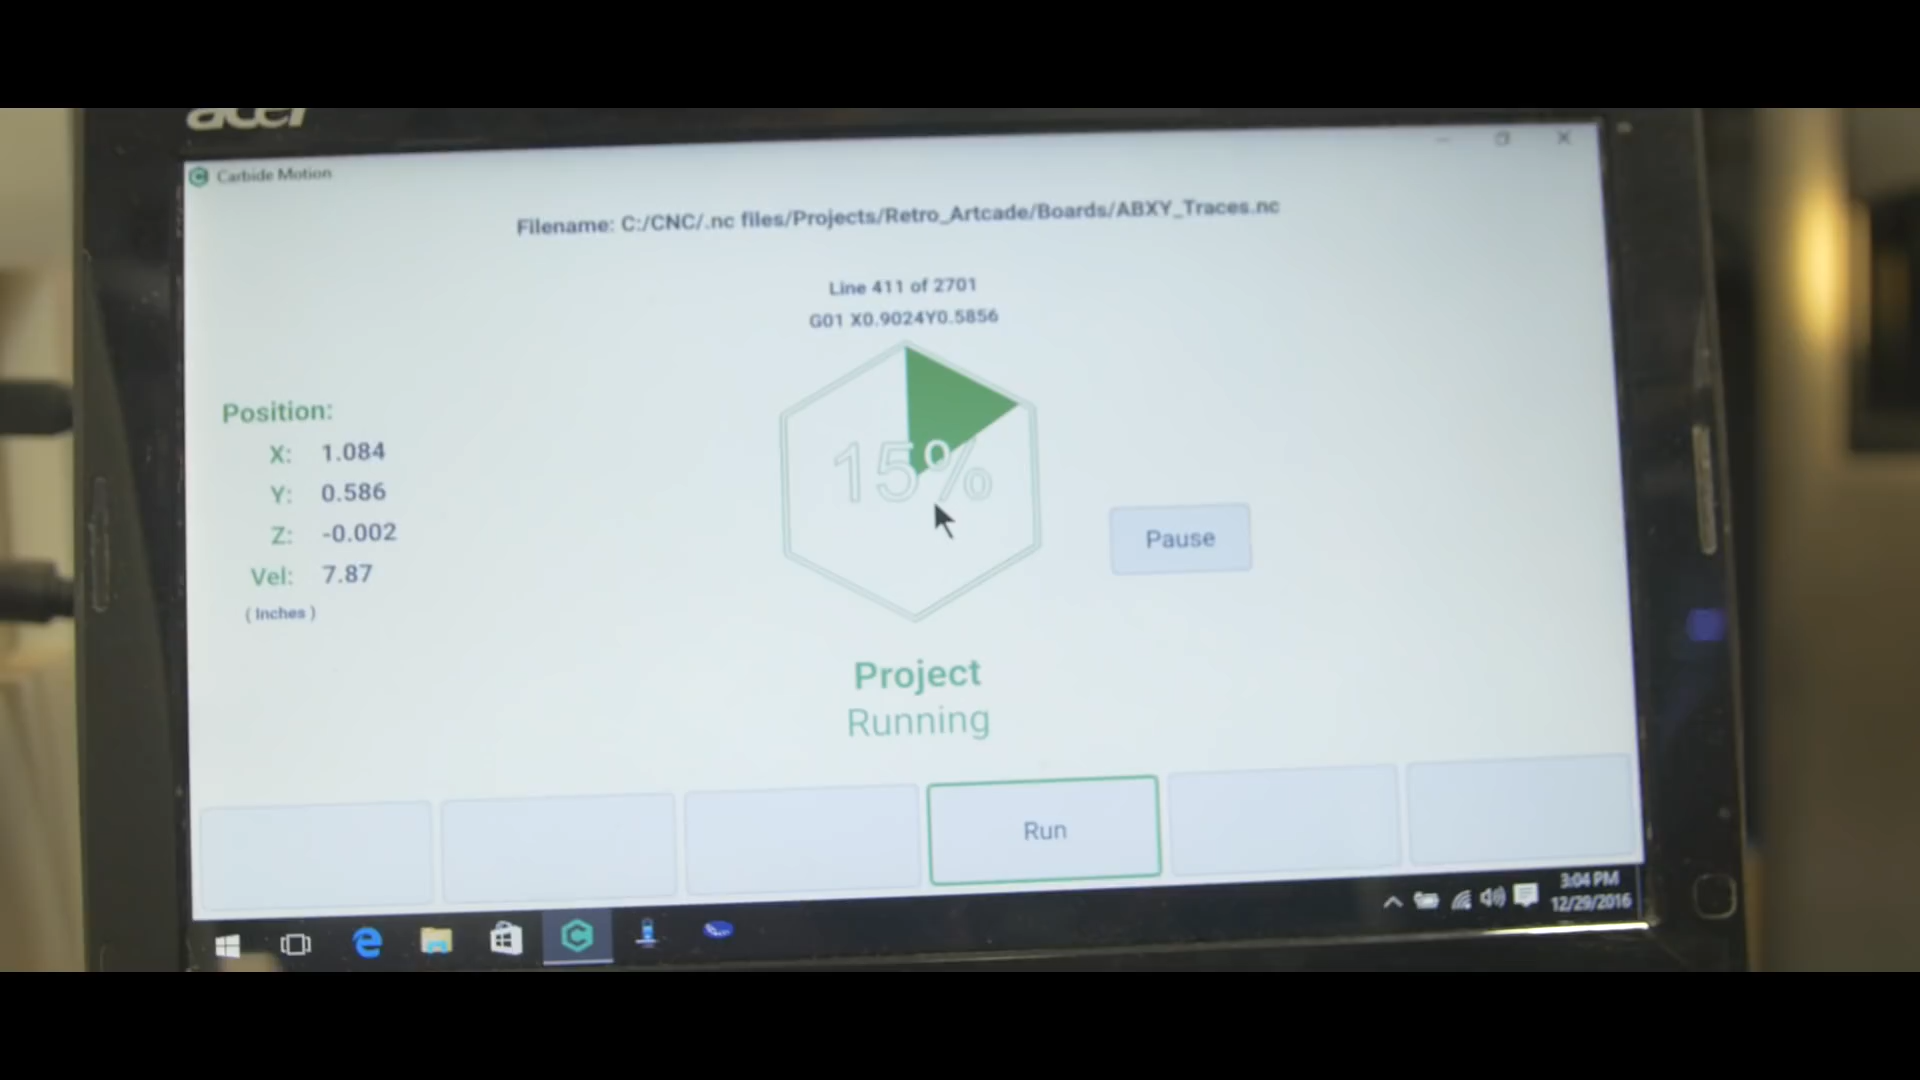 acer
Carbide Motion
Filename: C:/CNC/.nc files/Projects/Retro_Artcade/Boards/ABXY_Traces.nc
Line 411 of 2701
G01 X0.9024Y0.5856
15%
Position:
X: 1.084
Y: 0.586
Z: -0.002
Vel: 7.87
( Inches )
Pause
Project
Running
Run
3:04 PM
12/29/2016